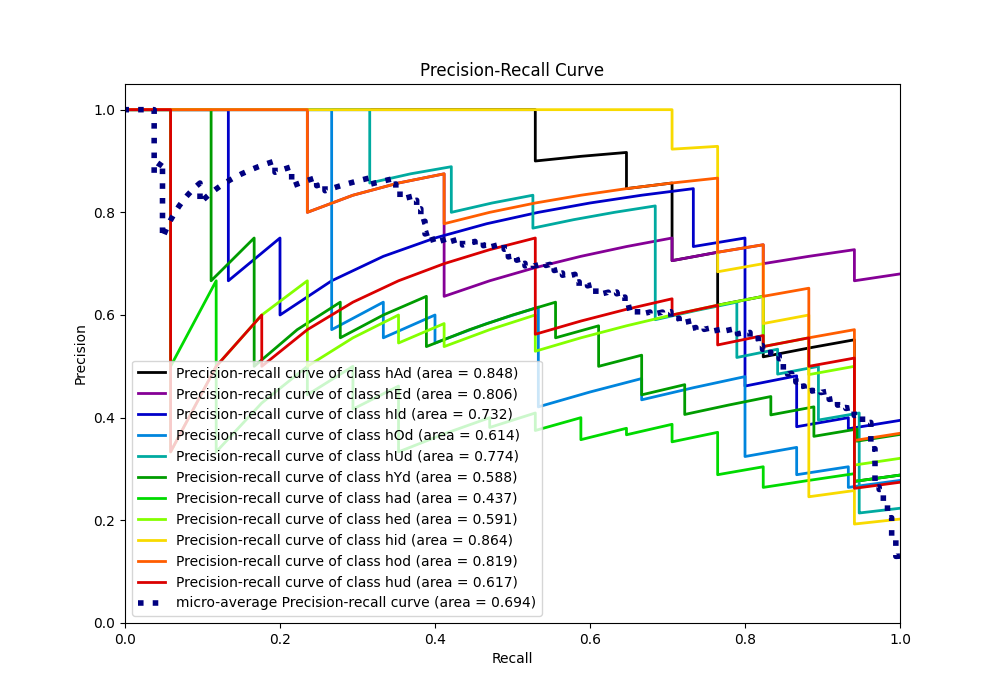 Precision-Recall Curve
1.0
0.8
0.6
0.4
0.2
0.0
Precision
Precision-recall curve of class hAd (area = 0.848)
Precision-recall curve of class hEd (area = 0.806)
Precision-recall curve of class hId (area = 0.732)
Precision-recall curve of class hOd (area = 0.614)
Precision-recall curve of class hUd (area = 0.774)
Precision-recall curve of class hYd (area = 0.588)
Precision-recall curve of class had (area = 0.437)
Precision-recall curve of class hed (area = 0.591)
Precision-recall curve of class hid (area = 0.864)
Precision-recall curve of class hod (area = 0.819)
Precision-recall curve of class hud (area = 0.617)
micro-average Precision-recall curve (area = 0.694)
0.0 0.2 0.4 0.6 0.8 1.0
Recall